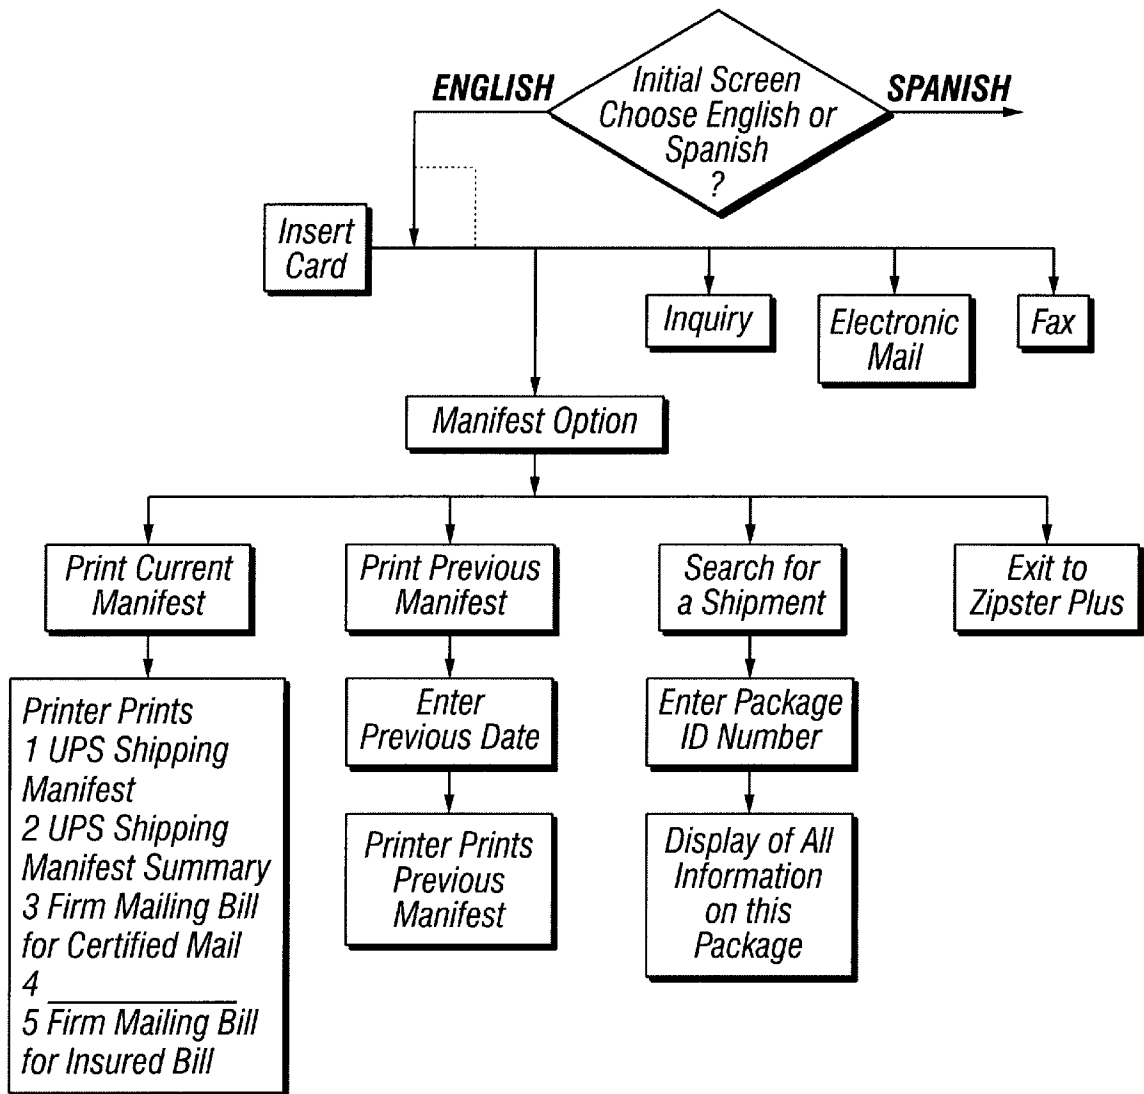 ENGLISH
Initial Screen
Choose English or
Spanish
?
SPANISH
Insert
Card
Inquiry
Electronic
Mail
Fax
Manifest Option
Print Current
Manifest
Print Previous
Manifest
Search for
a Shipment
Exit to
Zipster Plus
Printer Prints
1 UPS Shipping
Manifest
2 UPS Shipping
Manifest Summary
3 Firm Mailing Bill
for Certified Mail
4 ____________
5 Firm Mailing Bill
for Insured Bill
Enter
Previous Date
Printer Prints
Previous
Manifest
Enter Package
ID Number
Display of All
Information
on this
Package